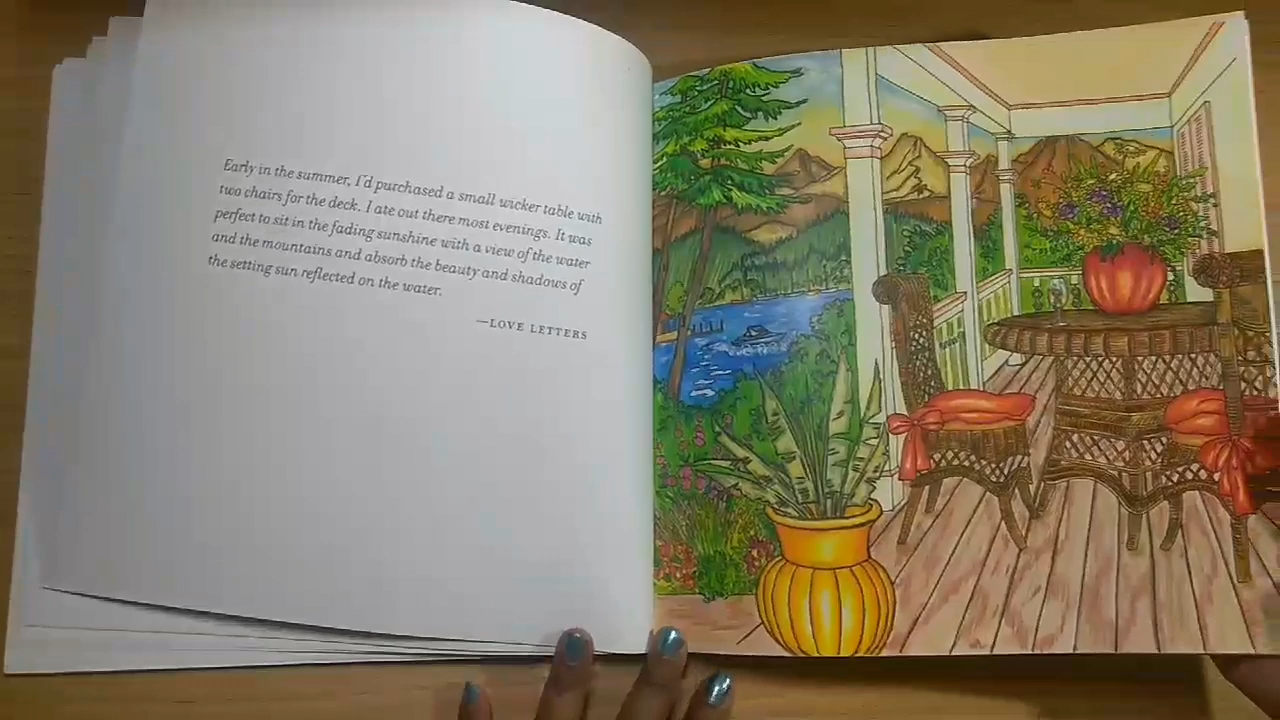 Early in the summer, I'd purchased a small wicker table with
two chairs for the deck. I ate out there most evenings. It was
perfect to sit in the fading sunshine with a view of the water
and the mountains and absorb the beauty and shadows of
the setting sun reflected on the water.
—LOVE LETTERS